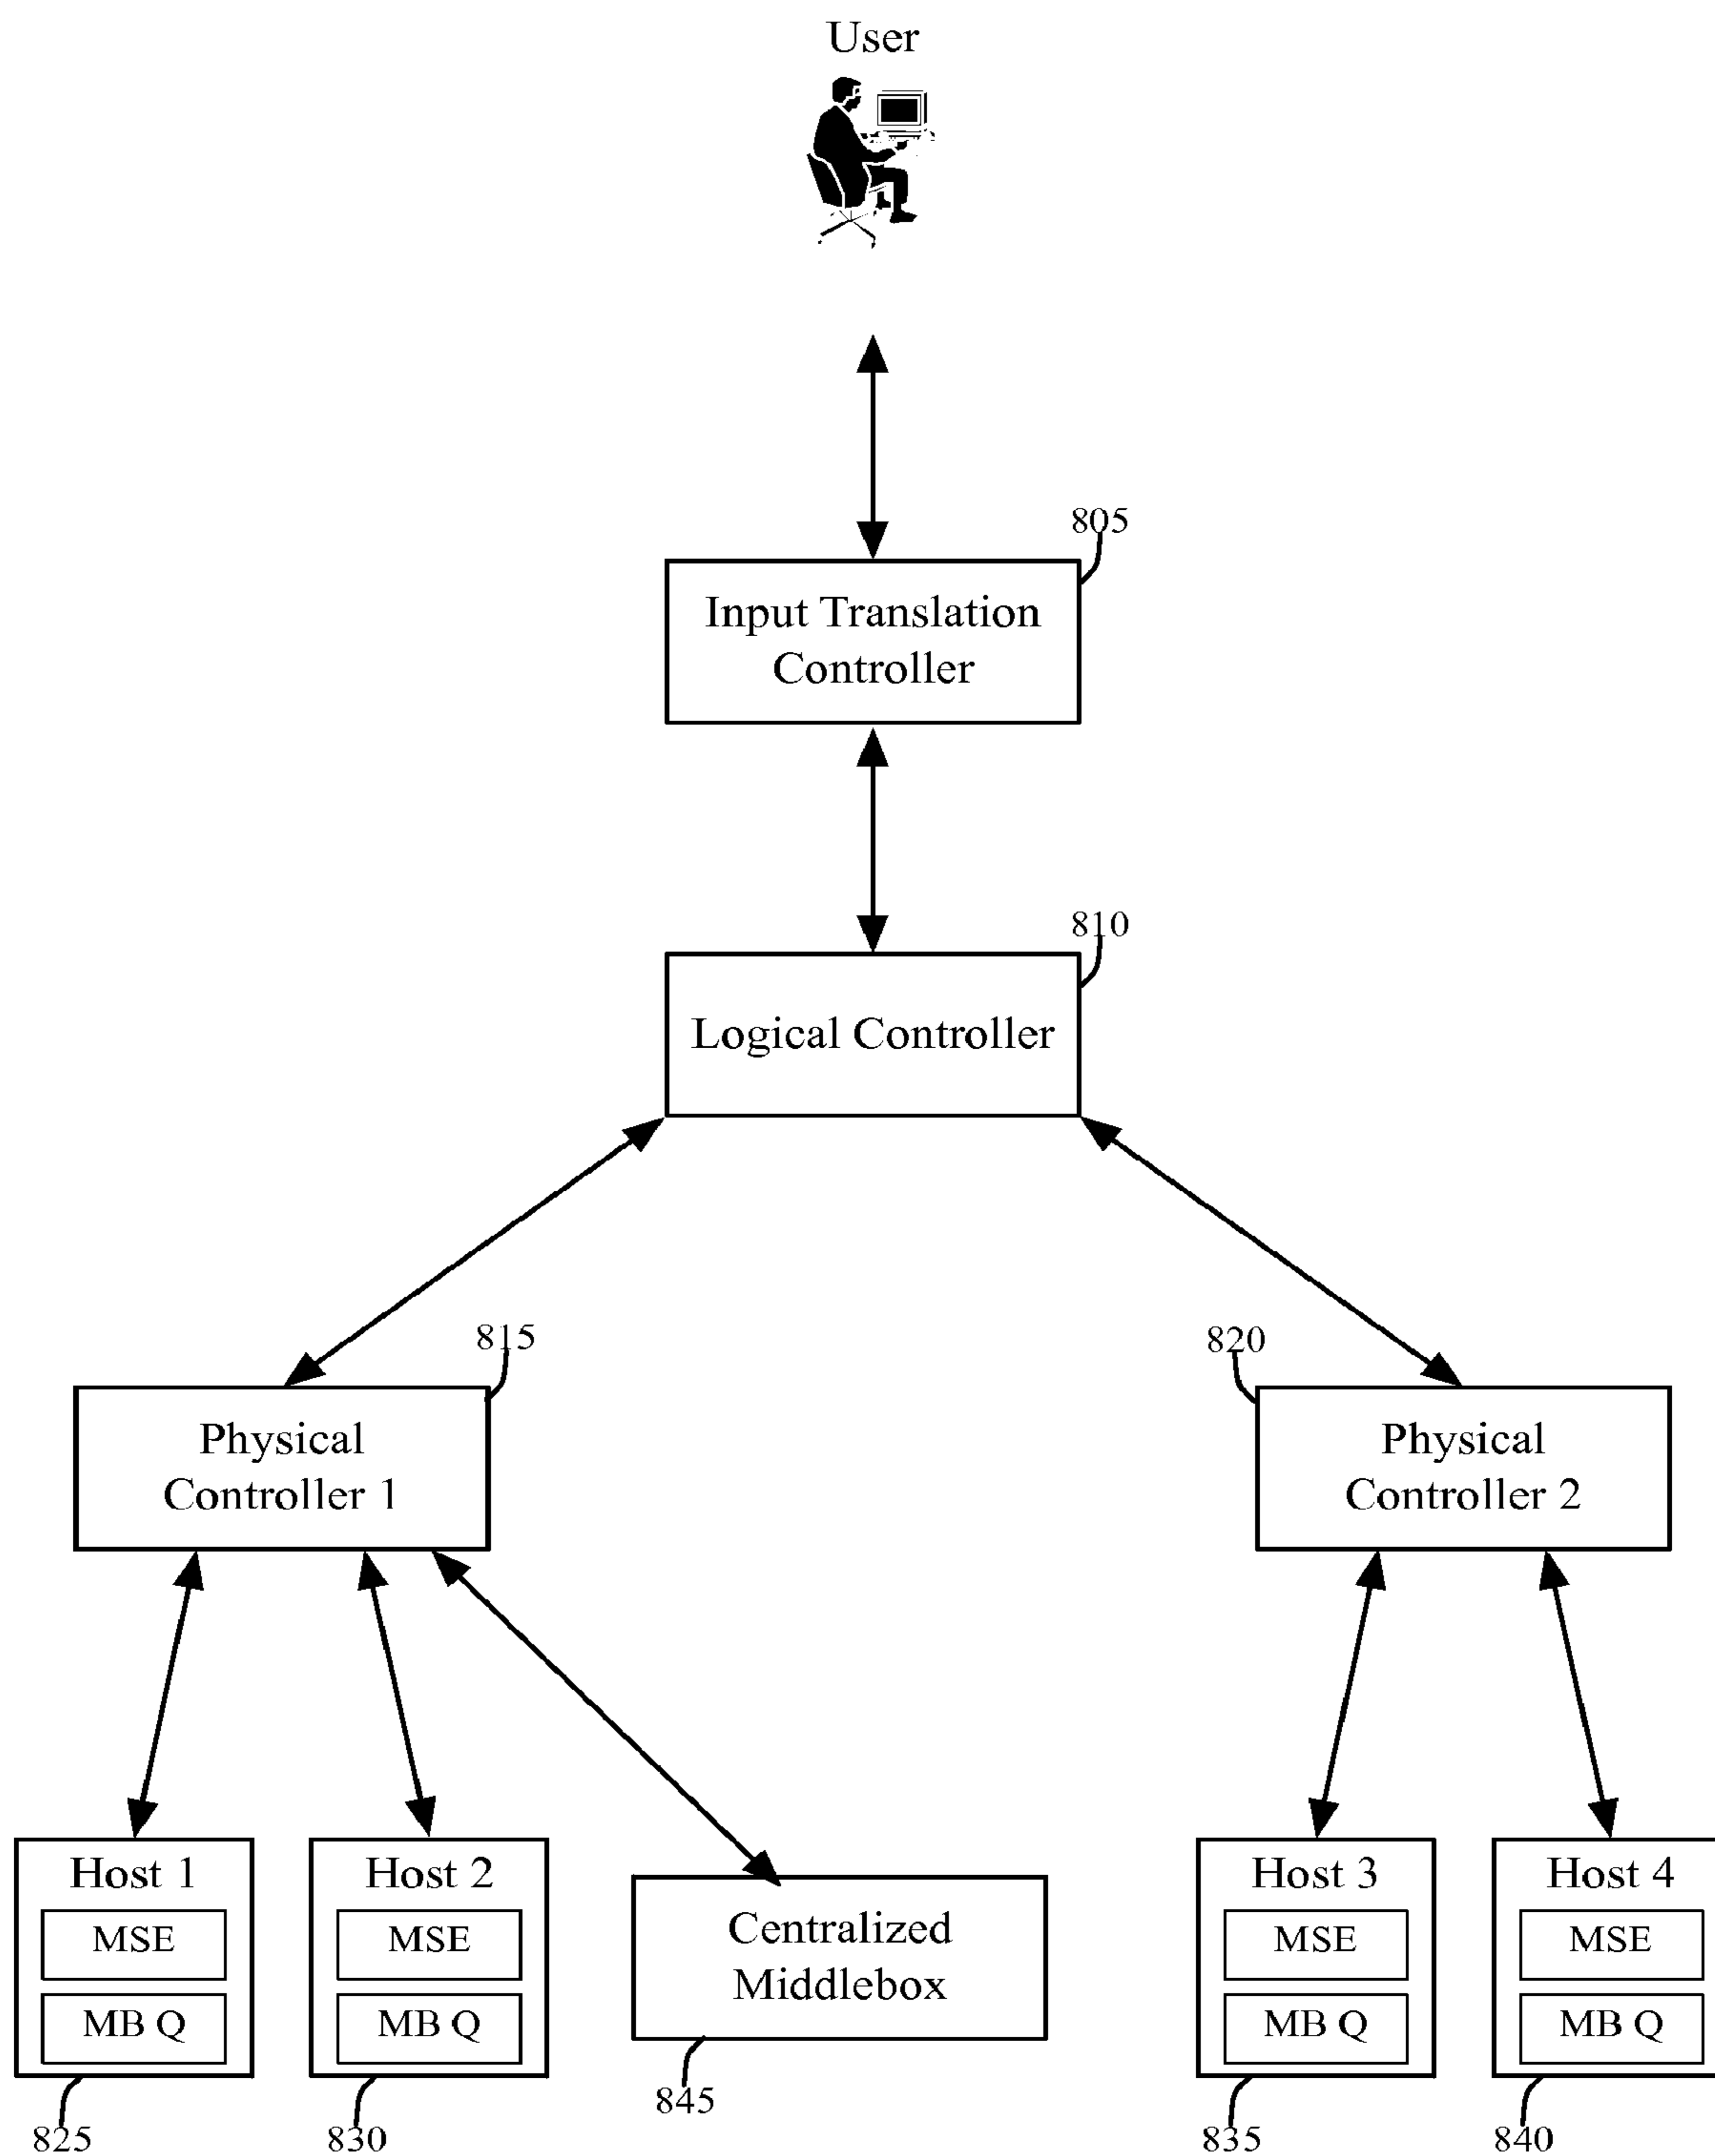 User
805
Input Translation
Controller
810
Logical Controller
815
820
Physical
Controller 1
Physical
Controller 2
Host 1
MSE
MB Q
Host 2
MSE
MB Q
Centralized
Middlebox
Host 3
MSE
MB Q
Host 4
MSE
MB Q
825
830
845
835
840